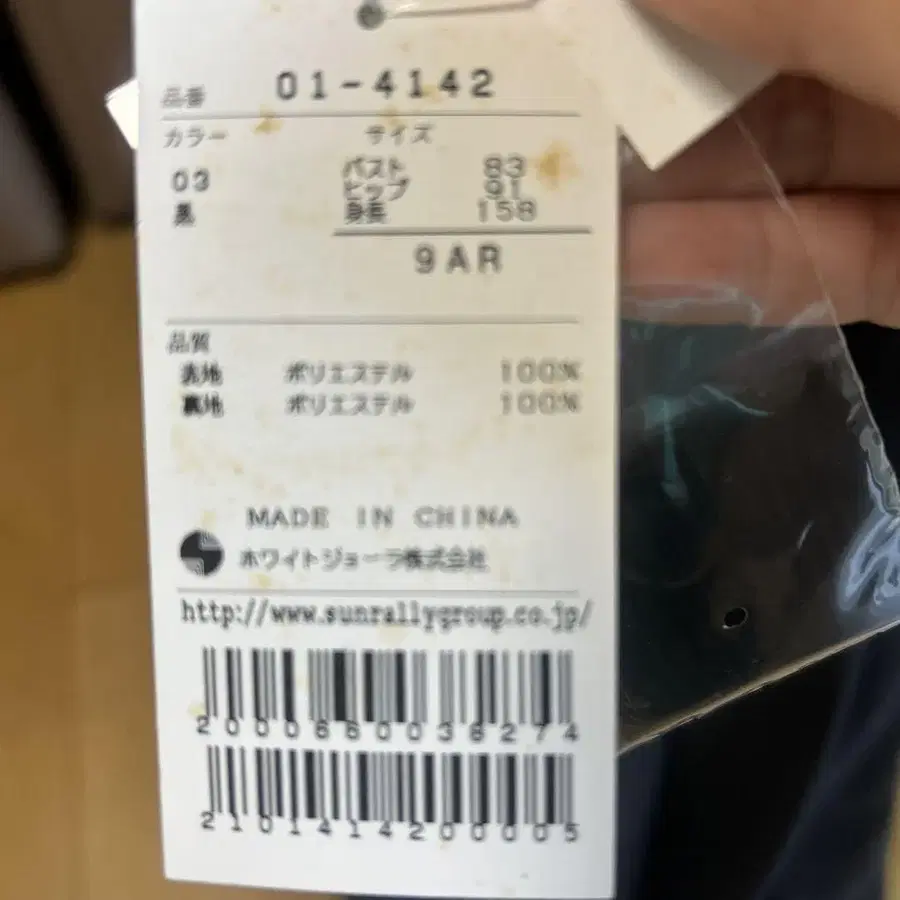 品番 01-4142
カラー サイズ
03 バスト 83
黒 ヒップ 91
身長 158
9AR
品質
表地 ポリエステル 100%
裏地 ポリエステル 100%
MADE IN CHINA
ホワイトジョーラ株式会社
http://www.sunrallygroup.co.jp/
2000660038274
2101414200005